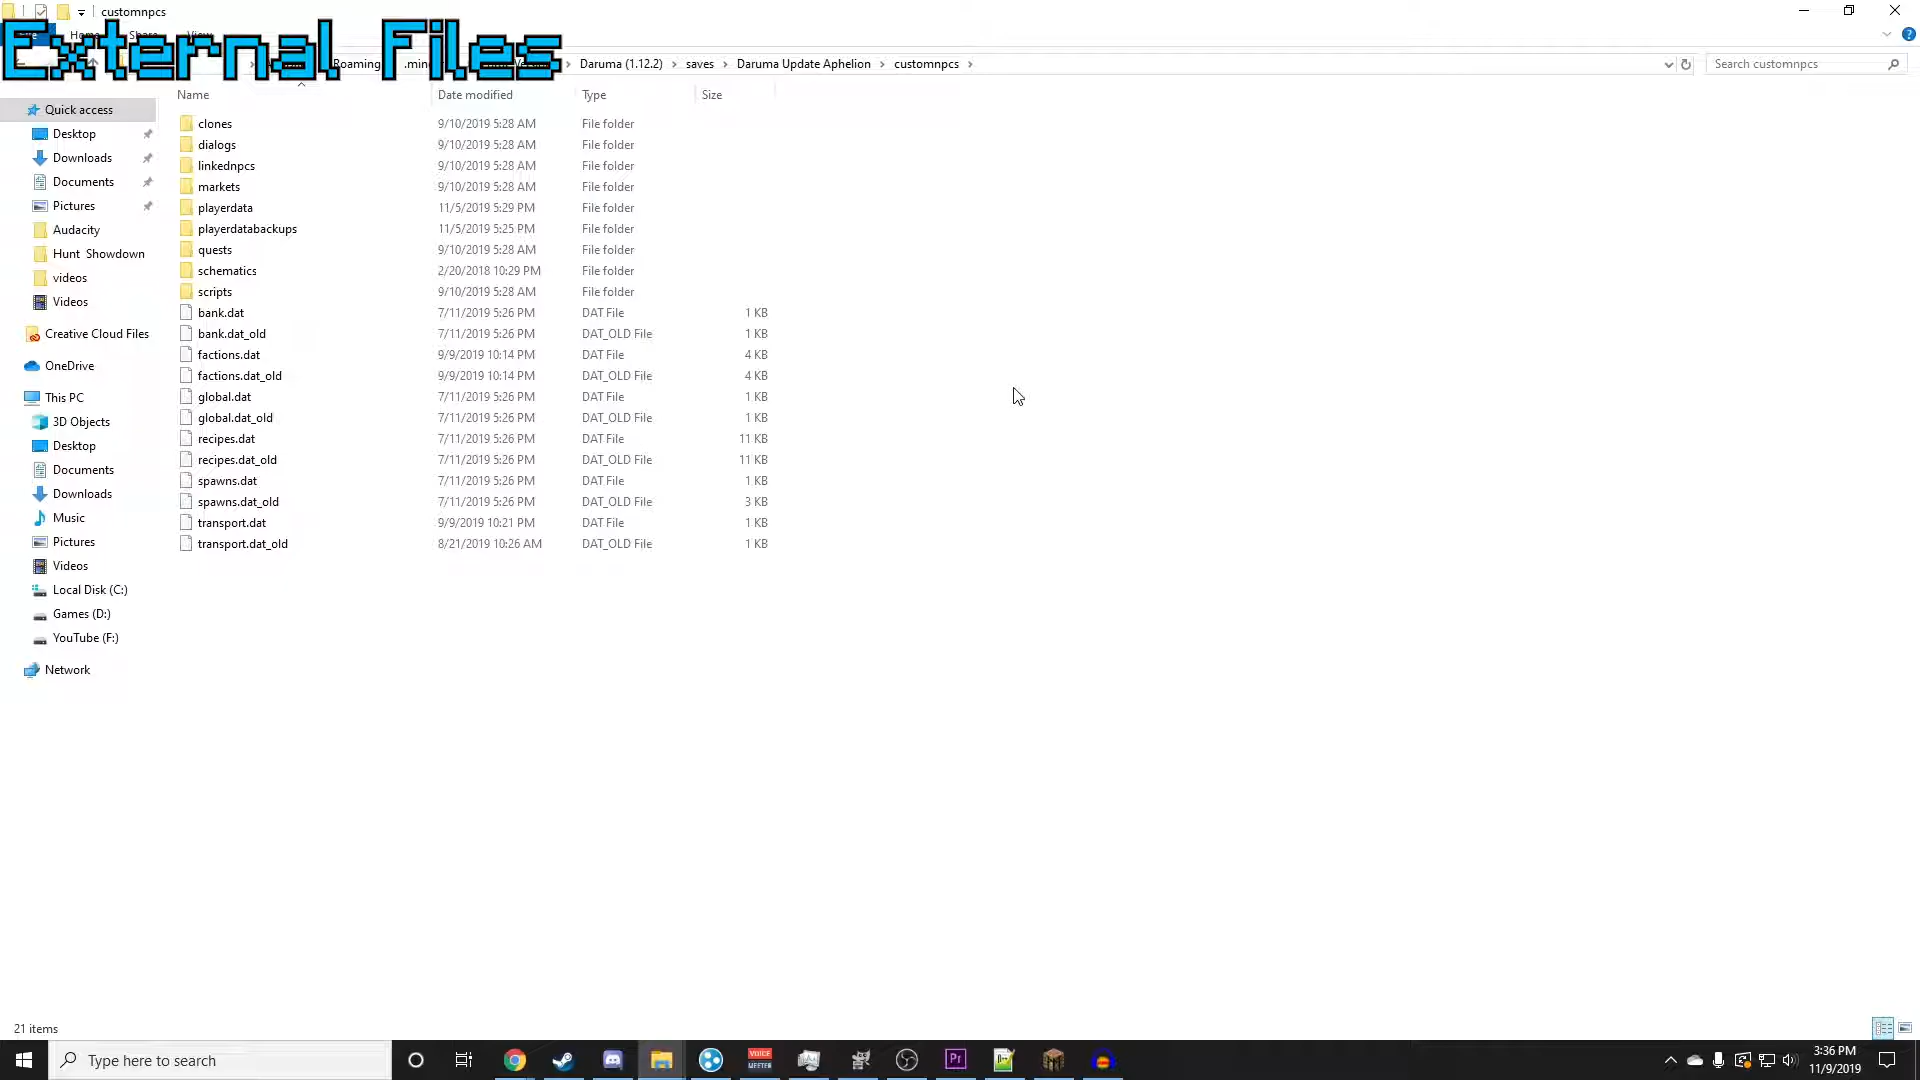 customnpcs
External Files
Home Share View
Roaming .min Daruma (1.12.2) saves Daruma Update Aphelion customnpcs Search customnpcs
Name Date modified Type Size
Quick access
Desktop
Downloads
Documents
Pictures
Audacity
Hunt Showdown
videos
Videos
Creative Cloud Files
OneDrive
This PC
3D Objects
Desktop
Documents
Downloads
Music
Pictures
Videos
Local Disk (C:)
Games (D:)
YouTube (F:)
Network
clones 9/10/2019 5:28 AM File folder
dialogs 9/10/2019 5:28 AM File folder
linkednpcs 9/10/2019 5:28 AM File folder
markets 9/10/2019 5:28 AM File folder
playerdata 11/5/2019 5:29 PM File folder
playerdatabackups 11/5/2019 5:25 PM File folder
quests 9/10/2019 5:28 AM File folder
schematics 2/20/2018 10:29 PM File folder
scripts 9/10/2019 5:28 AM File folder
bank.dat 7/11/2019 5:26 PM DAT File 1 KB
bank.dat_old 7/11/2019 5:26 PM DAT_OLD File 1 KB
factions.dat 9/9/2019 10:14 PM DAT File 4 KB
factions.dat_old 9/9/2019 10:14 PM DAT_OLD File 4 KB
global.dat 7/11/2019 5:26 PM DAT File 1 KB
global.dat_old 7/11/2019 5:26 PM DAT_OLD File 1 KB
recipes.dat 7/11/2019 5:26 PM DAT File 11 KB
recipes.dat_old 7/11/2019 5:26 PM DAT_OLD File 11 KB
spawns.dat 7/11/2019 5:26 PM DAT File 1 KB
spawns.dat_old 7/11/2019 5:26 PM DAT_OLD File 3 KB
transport.dat 9/9/2019 10:21 PM DAT File 1 KB
transport.dat_old 8/21/2019 10:26 AM DAT_OLD File 1 KB
21 items
Type here to search
VOICE
MEETER
Pr
3:36 PM
11/9/2019